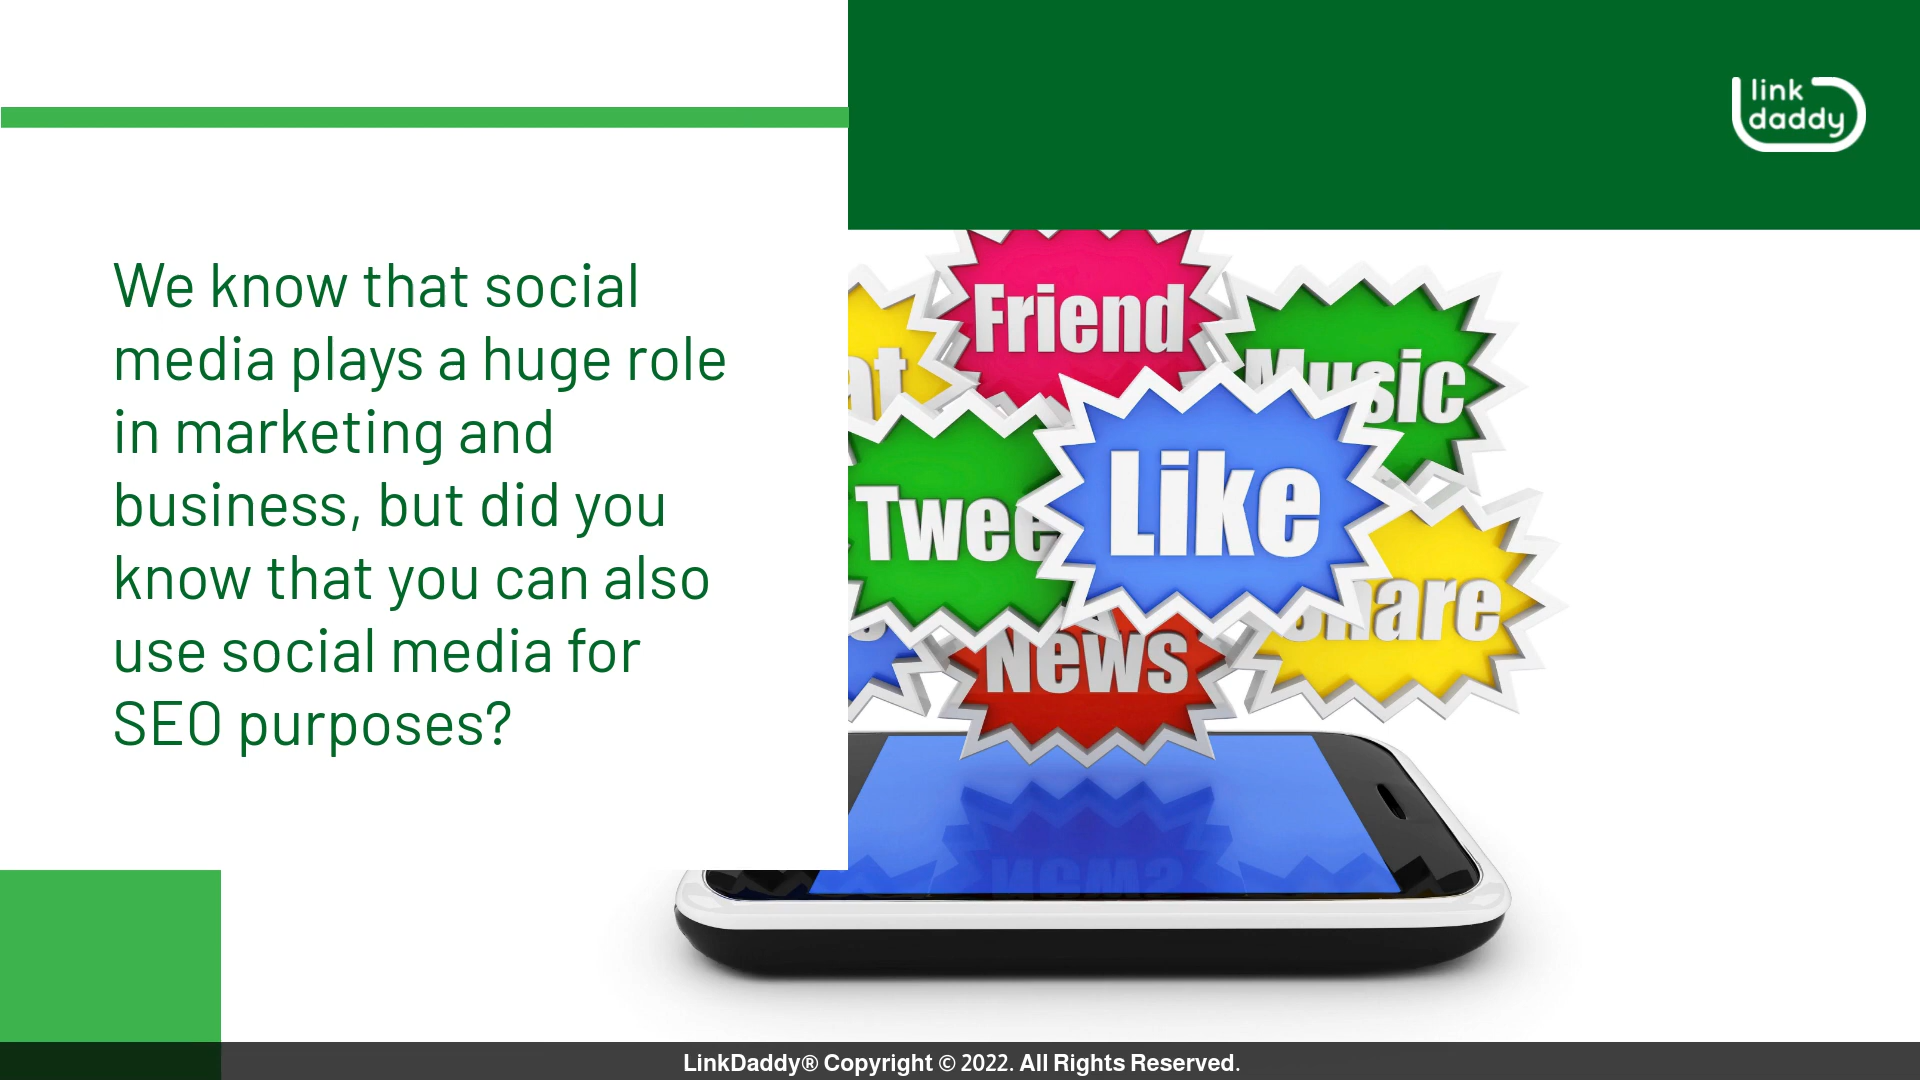 link
daddy
We know that social
media plays a huge role
in marketing and
business, but did you
know that you can also
use social media for
SEO purposes?
Friend
Music
Like
News
LinkDaddy® Copyright © 2022. All Rights Reserved.